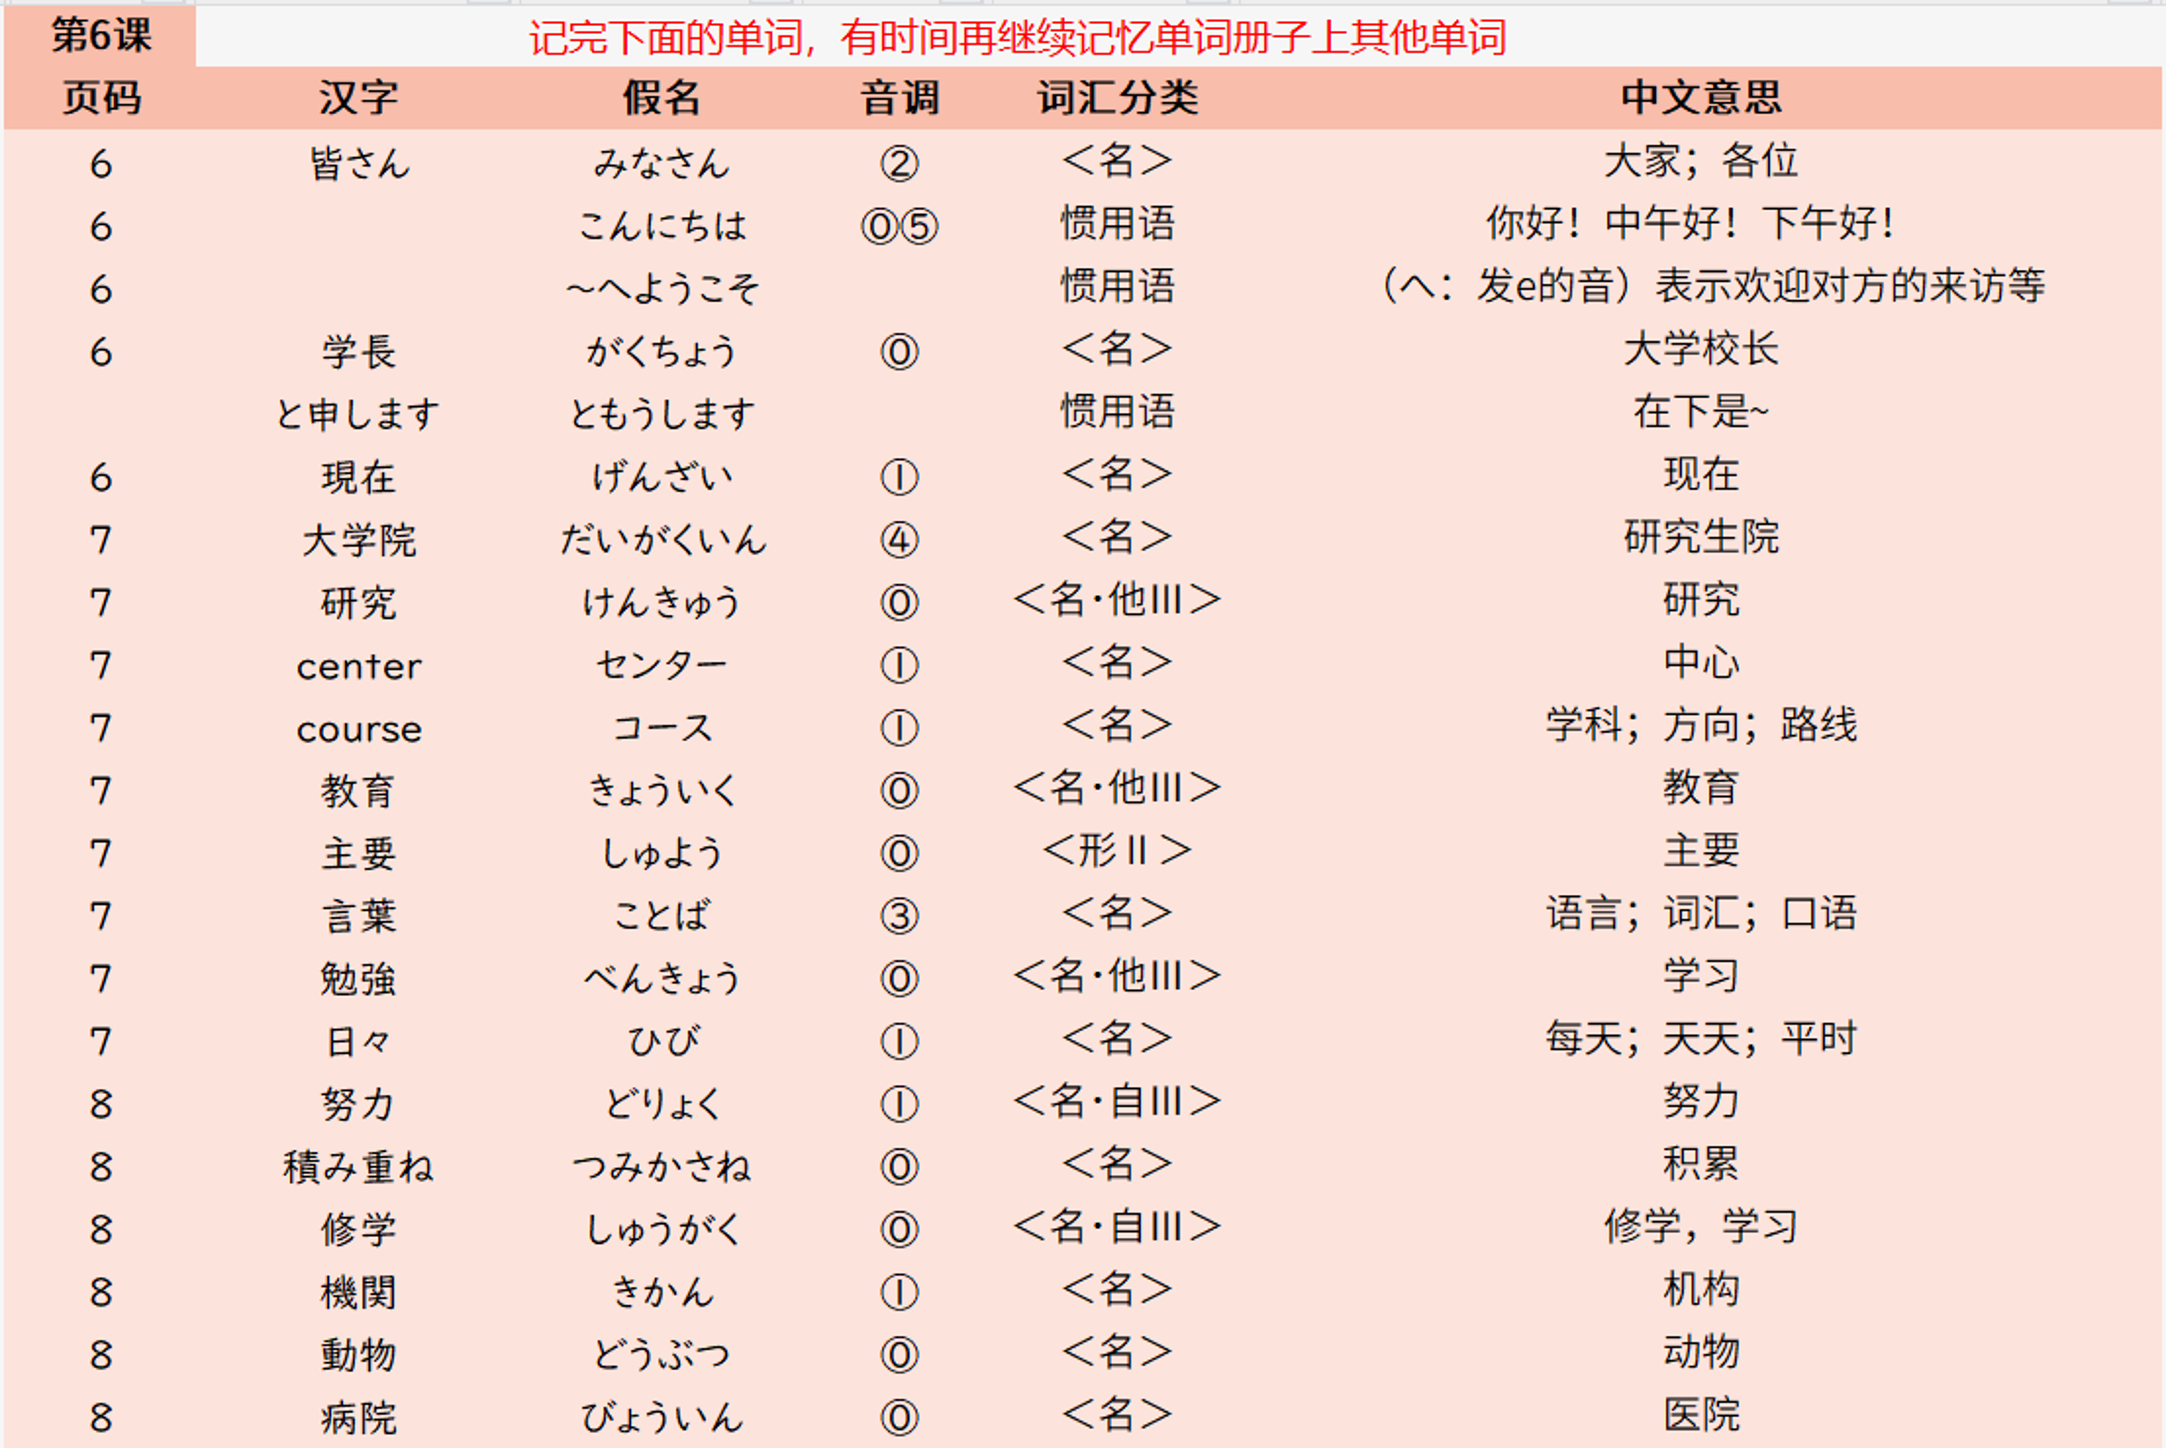 第6课 记完下面的单词，有时间再继续记忆单词册子上其他单词
页码 汉字 假名 音调 词汇分类 中文意思
6 皆さん みなさん ② ＜名＞ 大家；各位
6 こんにちは ⓪⑤ 惯用语 你好！中午好！下午好！
6 ～へようこそ 惯用语 （へ：发e的音）表示欢迎对方的来访等
6 学長 がくちょう ⓪ ＜名＞ 大学校长
と申します ともうします 惯用语 在下是~
6 現在 げんざい ① ＜名＞ 现在
7 大学院 だいがくいん ④ ＜名＞ 研究生院
7 研究 けんきゅう ⓪ ＜名·他Ⅲ＞ 研究
7 center センター ① ＜名＞ 中心
7 course コース ① ＜名＞ 学科；方向；路线
7 教育 きょういく ⓪ ＜名·他Ⅲ＞ 教育
7 主要 しゅよう ⓪ ＜形Ⅱ＞ 主要
7 言葉 ことば ③ ＜名＞ 语言；词汇；口语
7 勉強 べんきょう ⓪ ＜名·他Ⅲ＞ 学习
7 日々 ひび ① ＜名＞ 每天；天天；平时
8 努力 どりょく ① ＜名·自Ⅲ＞ 努力
8 積み重ね つみかさね ⓪ ＜名＞ 积累
8 修学 しゅうがく ⓪ ＜名·自Ⅲ＞ 修学，学习
8 機関 きかん ① ＜名＞ 机构
8 動物 どうぶつ ⓪ ＜名＞ 动物
8 病院 びょういん ⓪ ＜名＞ 医院